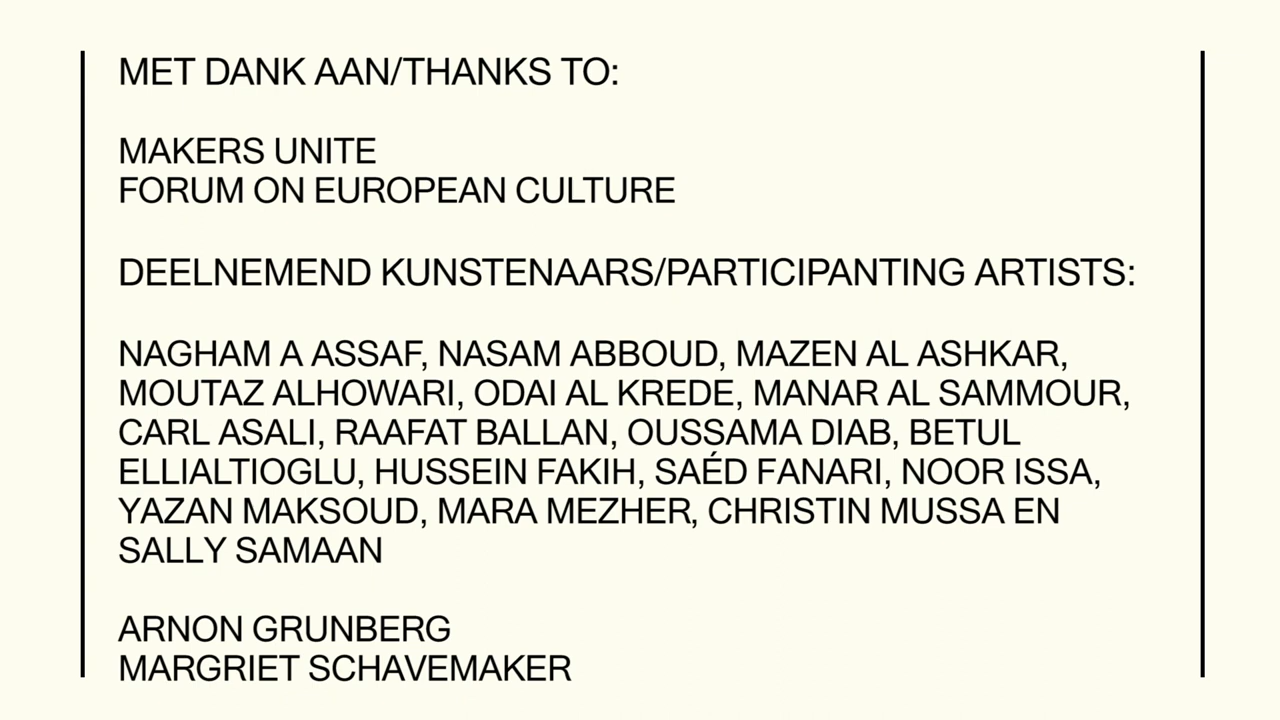 MET DANK AAN/THANKS TO:
MAKERS UNITE
FORUM ON EUROPEAN CULTURE
DEELNEMEND KUNSTENAARS/PARTICIPANTING ARTISTS:
NAGHAM A ASSAF, NASAM ABBOUD, MAZEN AL ASHKAR,
MOUTAZ ALHOWARI, ODAI AL KREDE, MANAR AL SAMMOUR,
CARL ASALI, RAAFAT BALLAN, OUSSAMA DIAB, BETUL
ELLIALTIOGLU, HUSSEIN FAKIH, SAÉD FANARI, NOOR ISSA,
YAZAN MAKSOUD, MARA MEZHER, CHRISTIN MUSSA EN
SALLY SAMAAN
ARNON GRUNBERG
MARGRIET SCHAVEMAKER